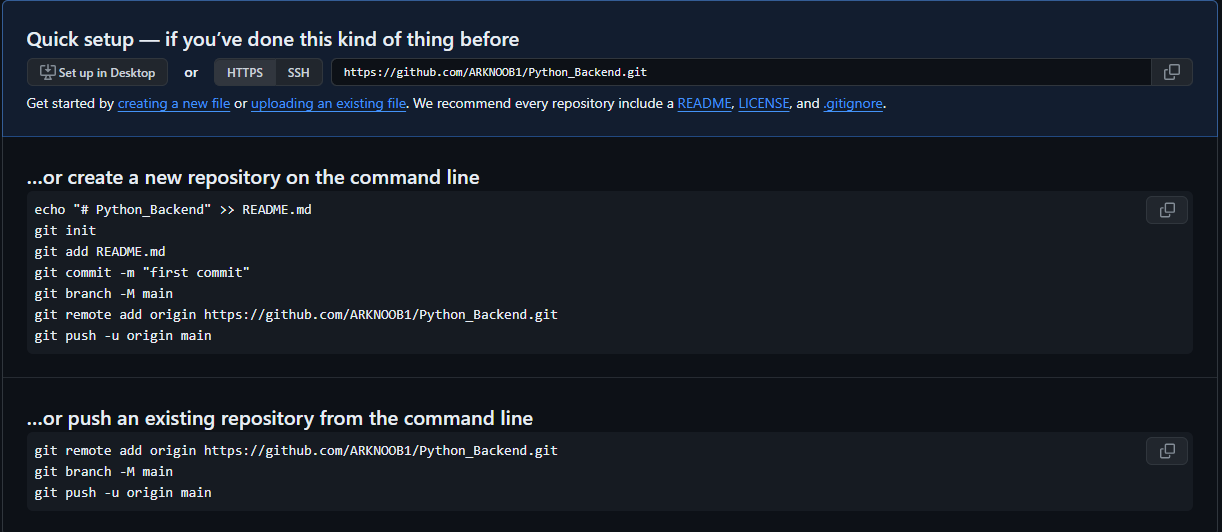 Quick setup — if you’ve done this kind of thing before
Set up in Desktop or HTTPS SSH https://github.com/ARKNOOB1/Python_Backend.git
Get started by creating a new file or uploading an existing file. We recommend every repository include a README, LICENSE, and .gitignore.
…or create a new repository on the command line
echo "# Python_Backend" >> README.md
git init
git add README.md
git commit -m "first commit"
git branch -M main
git remote add origin https://github.com/ARKNOOB1/Python_Backend.git
git push -u origin main
…or push an existing repository from the command line
git remote add origin https://github.com/ARKNOOB1/Python_Backend.git
git branch -M main
git push -u origin main